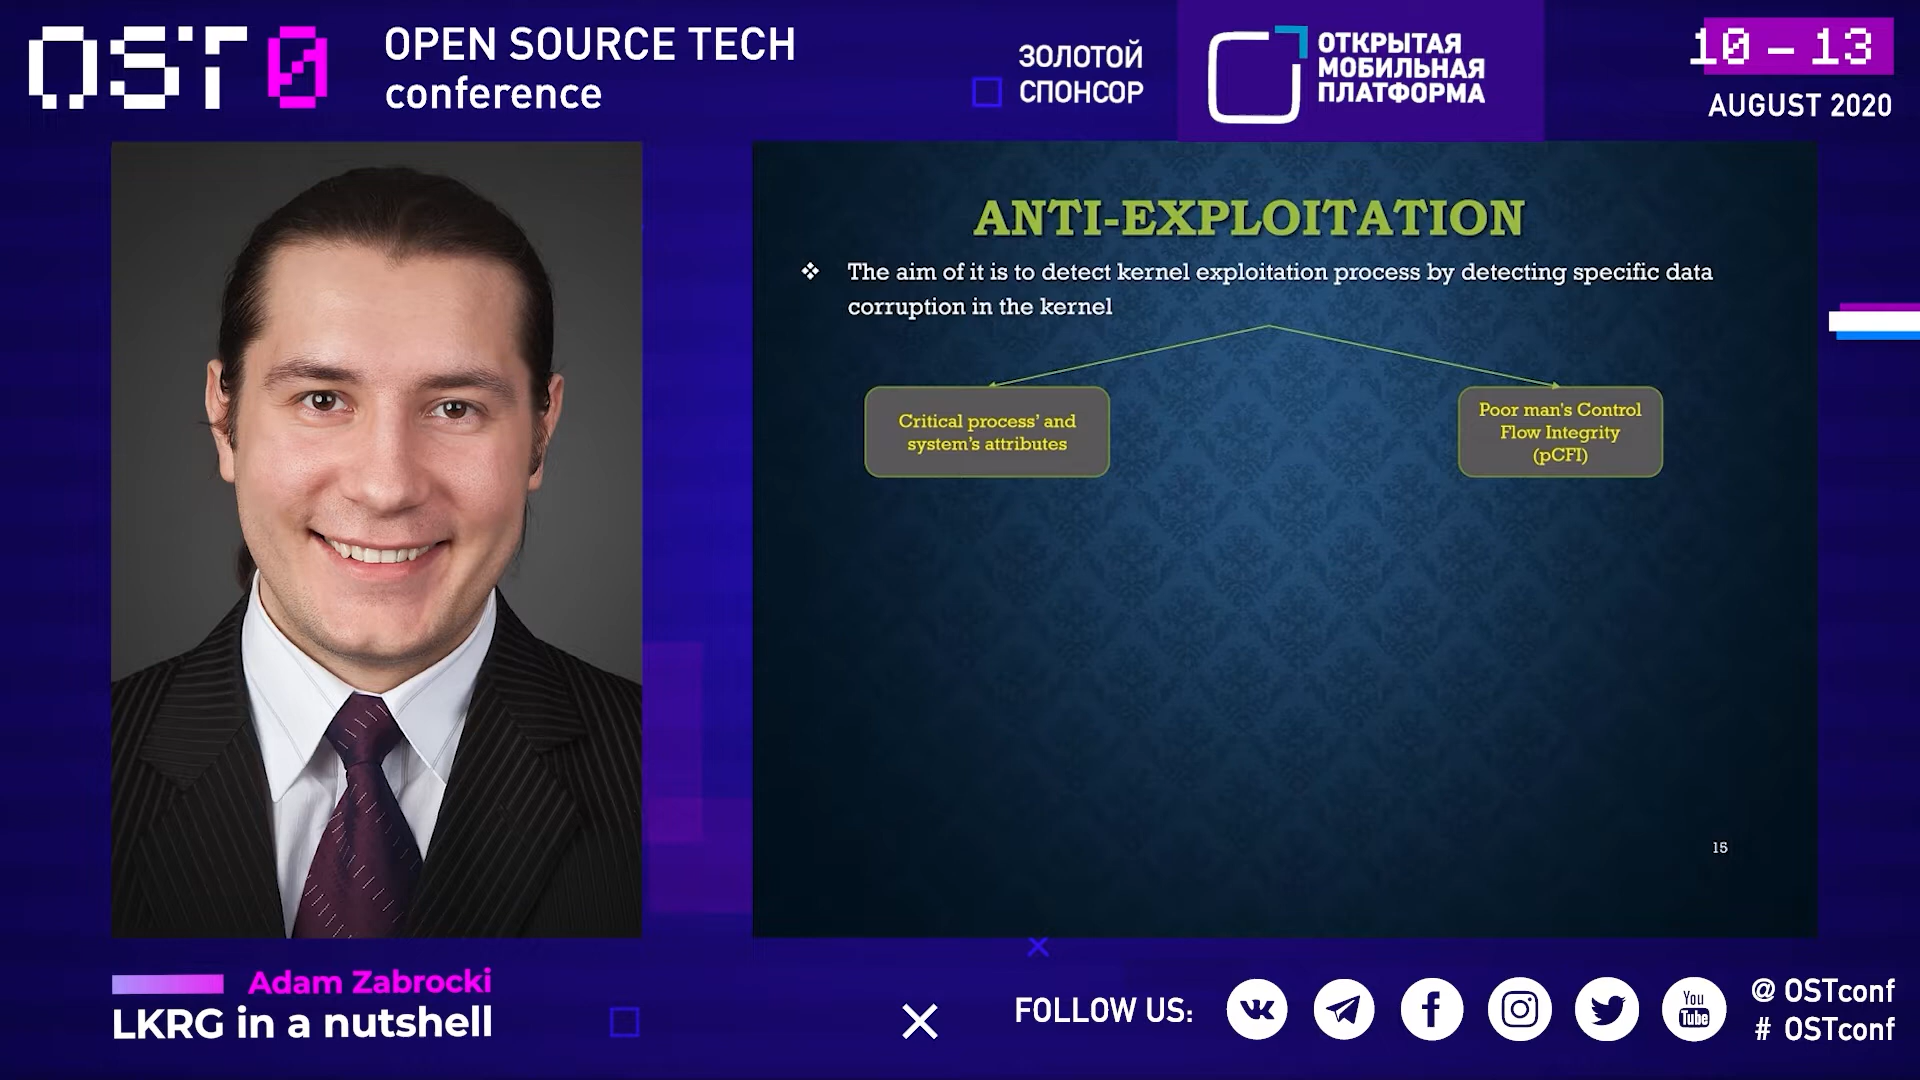 OST 0
OPEN SOURCE TECH
conference
ЗОЛОТОЙ
СПОНСОР
ОТКРЫТАЯ
МОБИЛЬНАЯ
ПЛАТФОРМА
10 – 13
AUGUST 2020
ANTI-EXPLOITATION
❖ The aim of it is to detect kernel exploitation process by detecting specific data
corruption in the kernel
Critical process’ and
system’s attributes
Poor man's Control
Flow Integrity
(pCFI)
15
Adam Zabrocki
LKRG in a nutshell
FOLLOW US:
You
Tube
@ OSTconf
# OSTconf